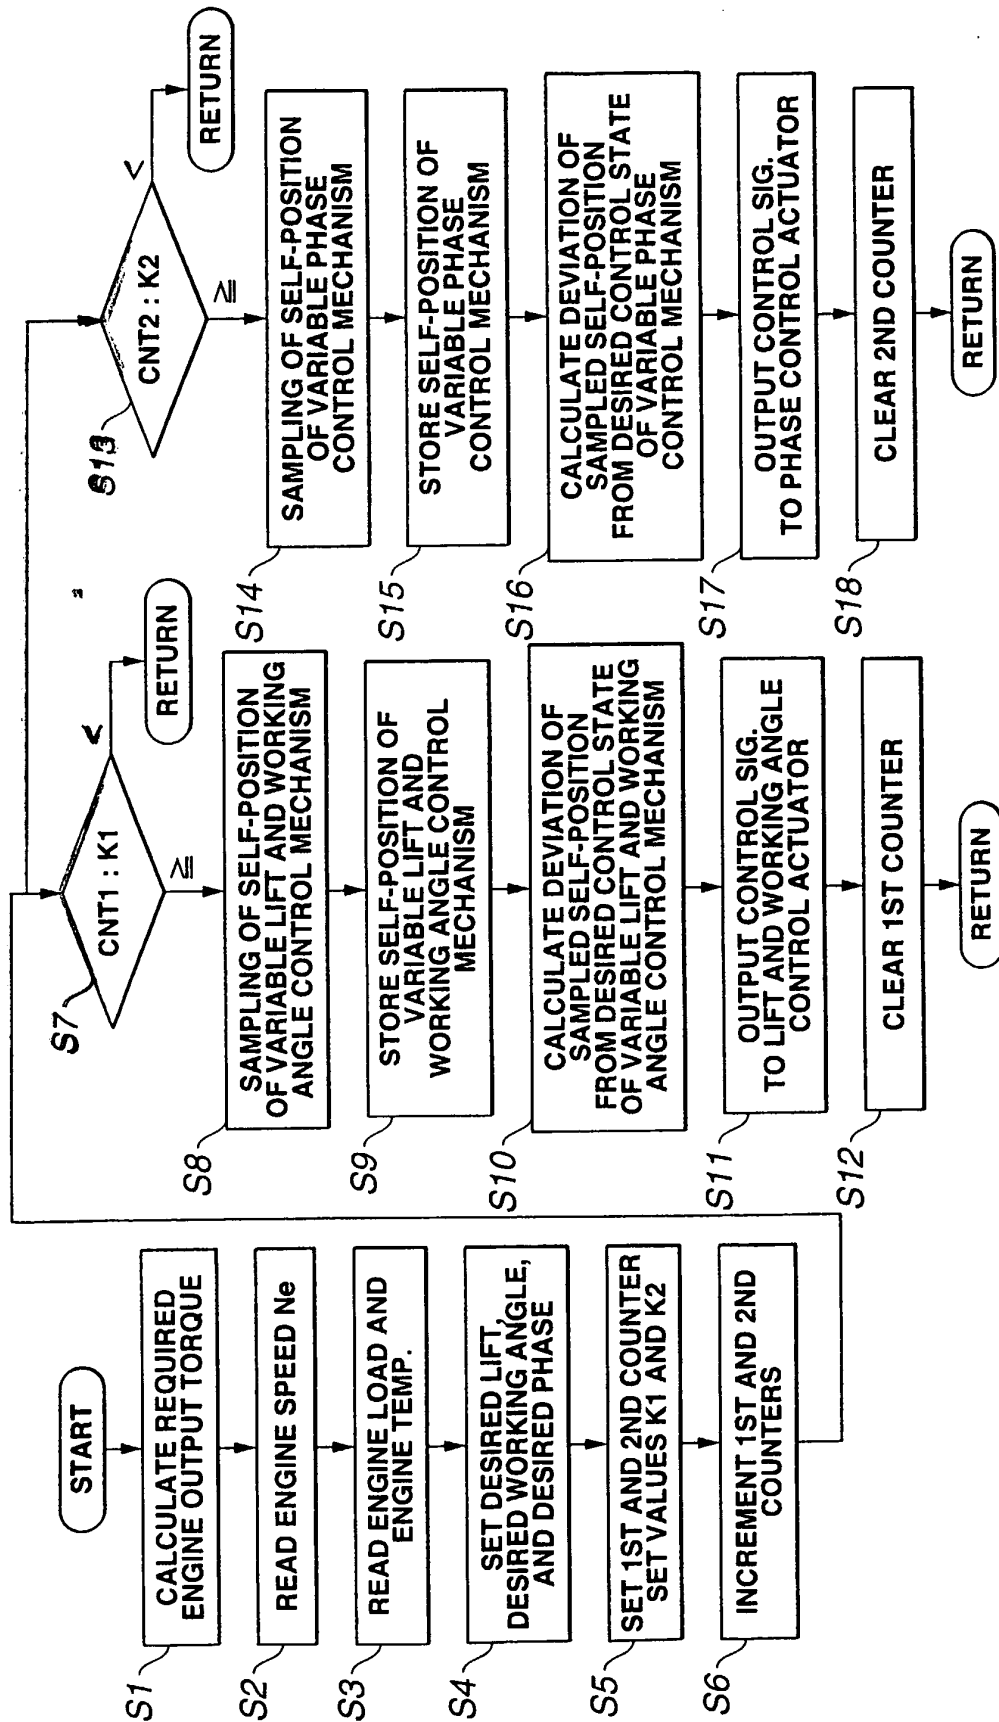 START
S1
CALCULATE REQUIRED
ENGINE OUTPUT TORQUE
S2
READ ENGINE SPEED Ne
S3
READ ENGINE LOAD AND
ENGINE TEMP.
S4
SET DESIRED LIFT,
DESIRED WORKING ANGLE,
AND DESIRED PHASE
S5
SET 1ST AND 2ND COUNTER
SET VALUES K1 AND K2
S6
INCREMENT 1ST AND 2ND
COUNTERS
S7
CNT1 : K1
<
RETURN
≧
S8
SAMPLING OF SELF-POSITION
OF VARIABLE LIFT AND WORKING
ANGLE CONTROL MECHANISM
S9
STORE SELF-POSITION OF
VARIABLE LIFT AND
WORKING ANGLE CONTROL
MECHANISM
S10
CALCULATE DEVIATION OF
SAMPLED SELF-POSITION
FROM DESIRED CONTROL STATE
OF VARIABLE LIFT AND WORKING
ANGLE CONTROL MECHANISM
S11
OUTPUT CONTROL SIG.
TO LIFT AND WORKING ANGLE
CONTROL ACTUATOR
S12
CLEAR 1ST COUNTER
RETURN
S13
CNT2 : K2
<
RETURN
≧
S14
SAMPLING OF SELF-POSITION
OF VARIABLE PHASE
CONTROL MECHANISM
S15
STORE SELF-POSITION OF
VARIABLE PHASE
CONTROL MECHANISM
S16
CALCULATE DEVIATION OF
SAMPLED SELF-POSITION
FROM DESIRED CONTROL STATE
OF VARIABLE PHASE
CONTROL MECHANISM
S17
OUTPUT CONTROL SIG.
TO PHASE CONTROL ACTUATOR
S18
CLEAR 2ND COUNTER
RETURN